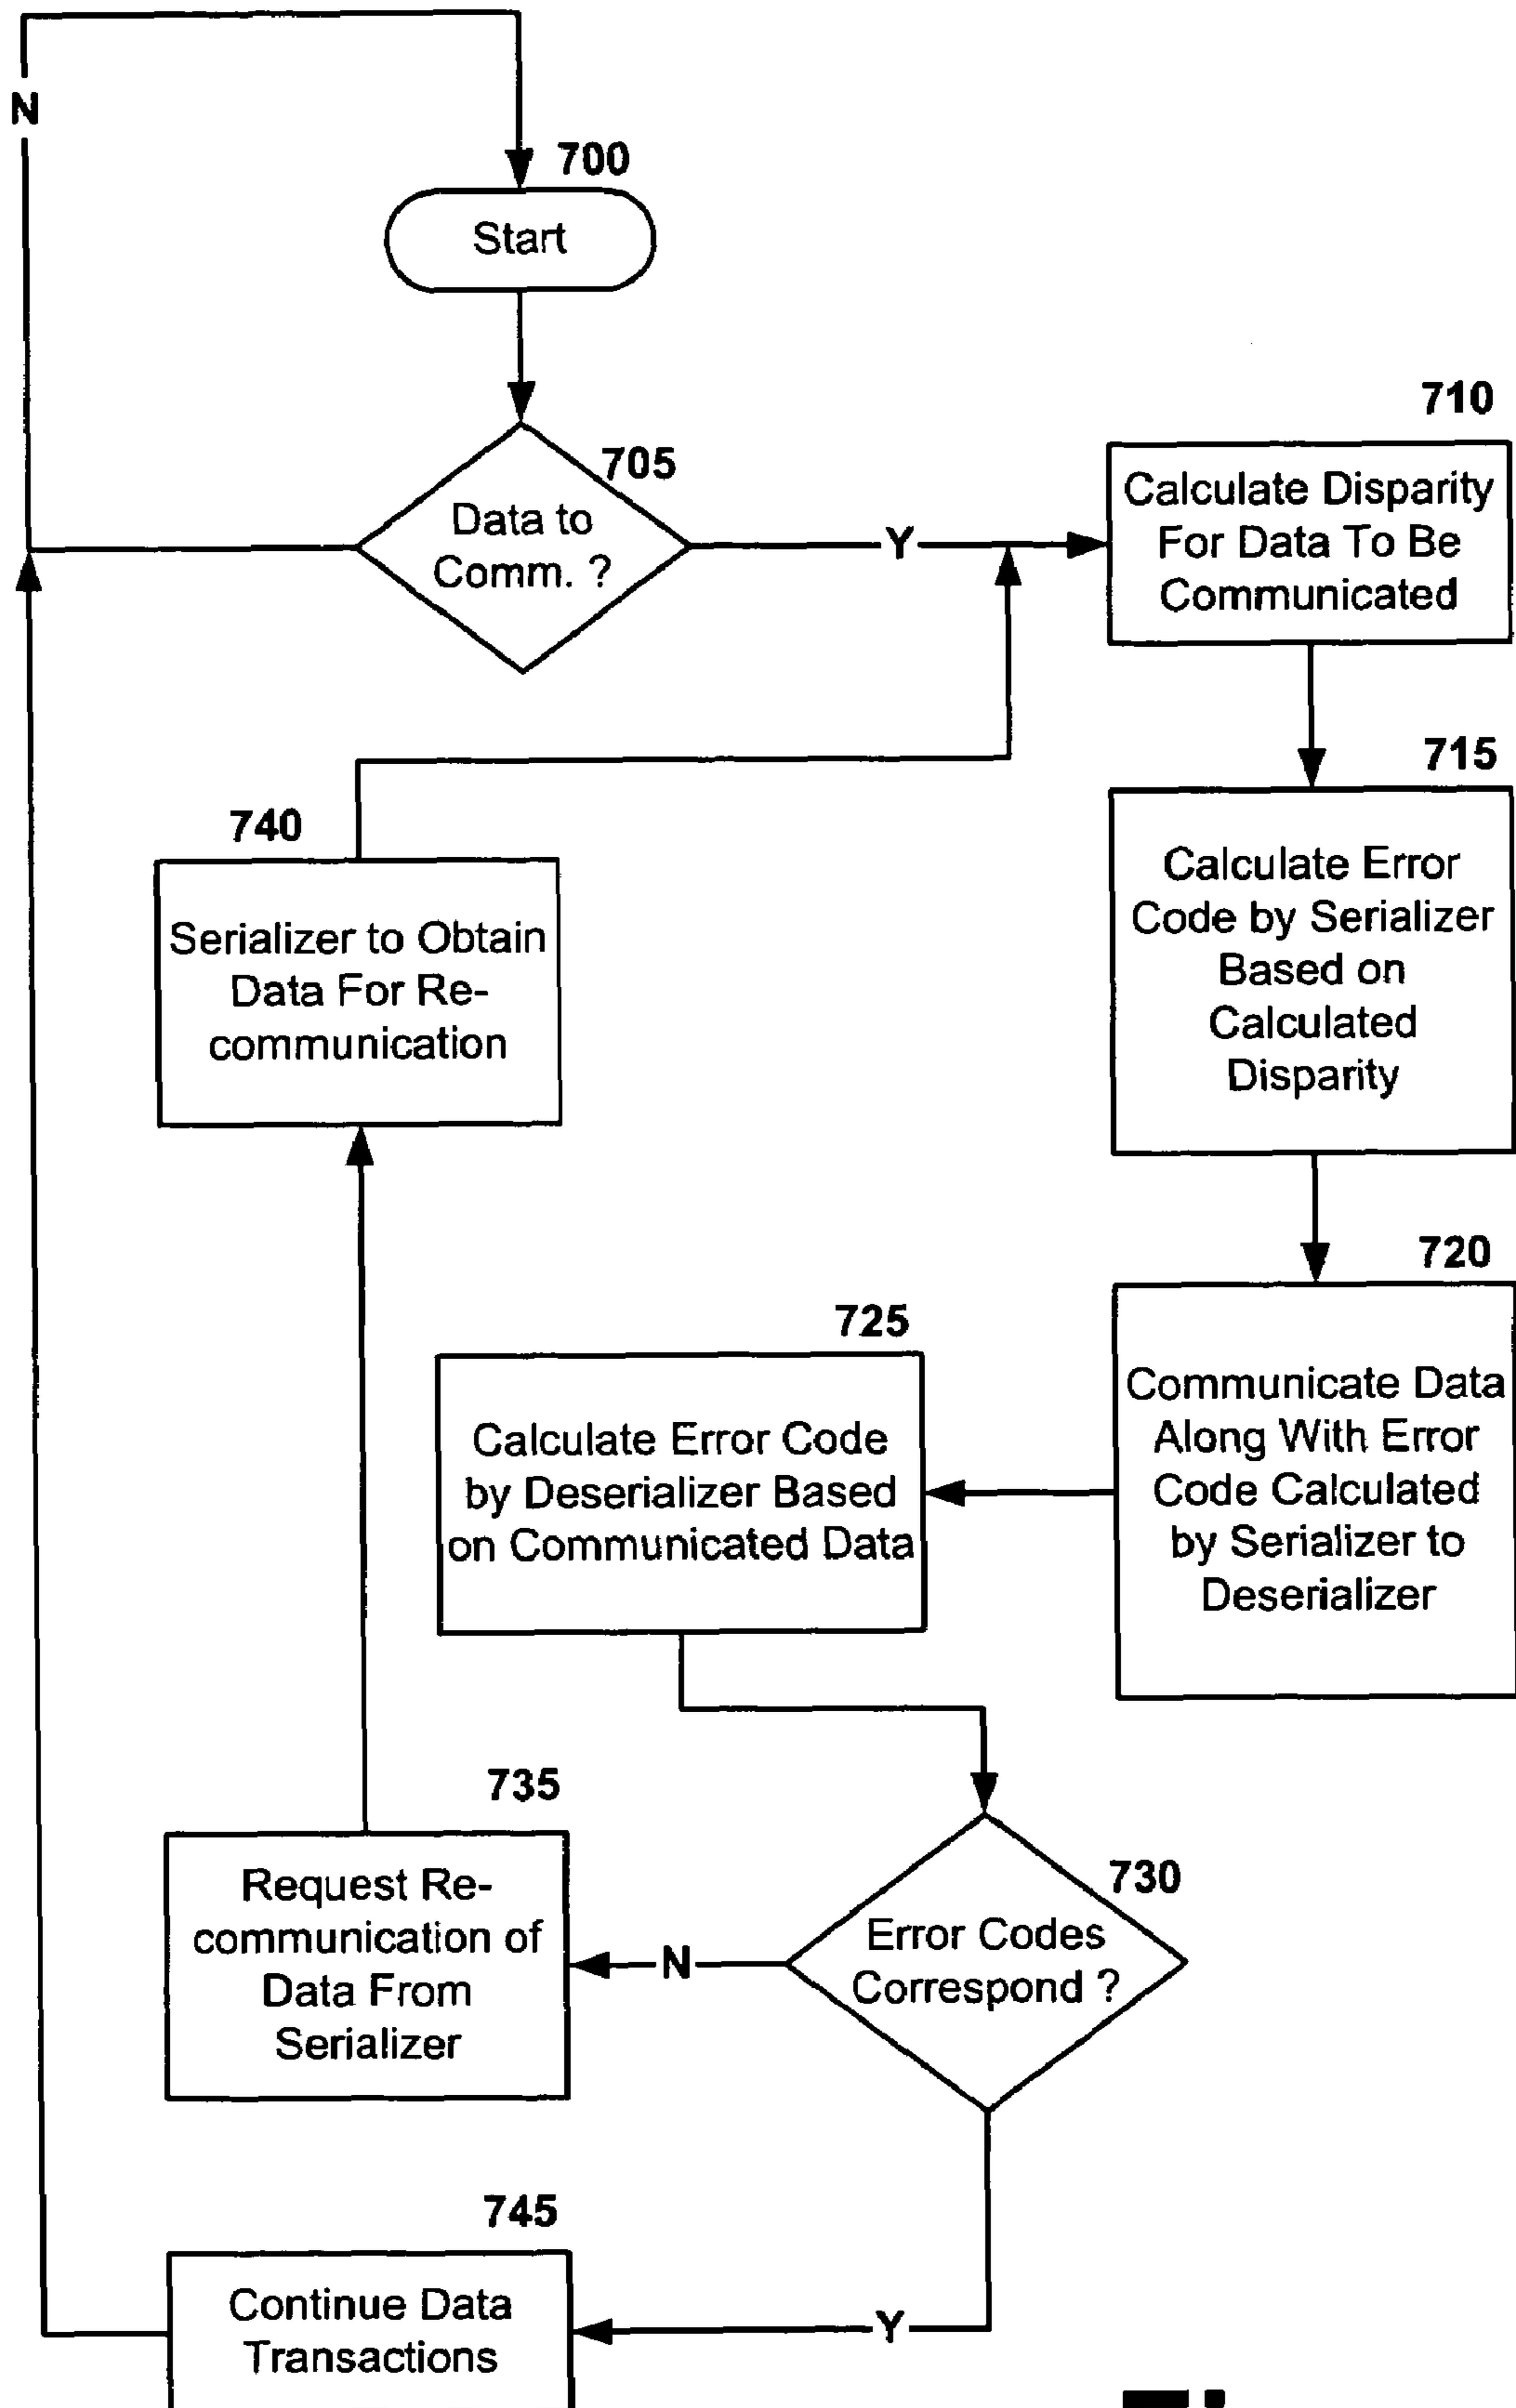 N
700
Start
705
Data to
Comm. ?
Y
710
Calculate Disparity
For Data To Be
Communicated
715
Calculate Error
Code by Serializer
Based on
Calculated
Disparity
740
Serializer to Obtain
Data For Re-
communication
720
Communicate Data
Along With Error
Code Calculated
by Serializer to
Deserializer
725
Calculate Error Code
by Deserializer Based
on Communicated Data
730
Error Codes
Correspond ?
N
735
Request Re-
communication of
Data From
Serializer
Y
745
Continue Data
Transactions